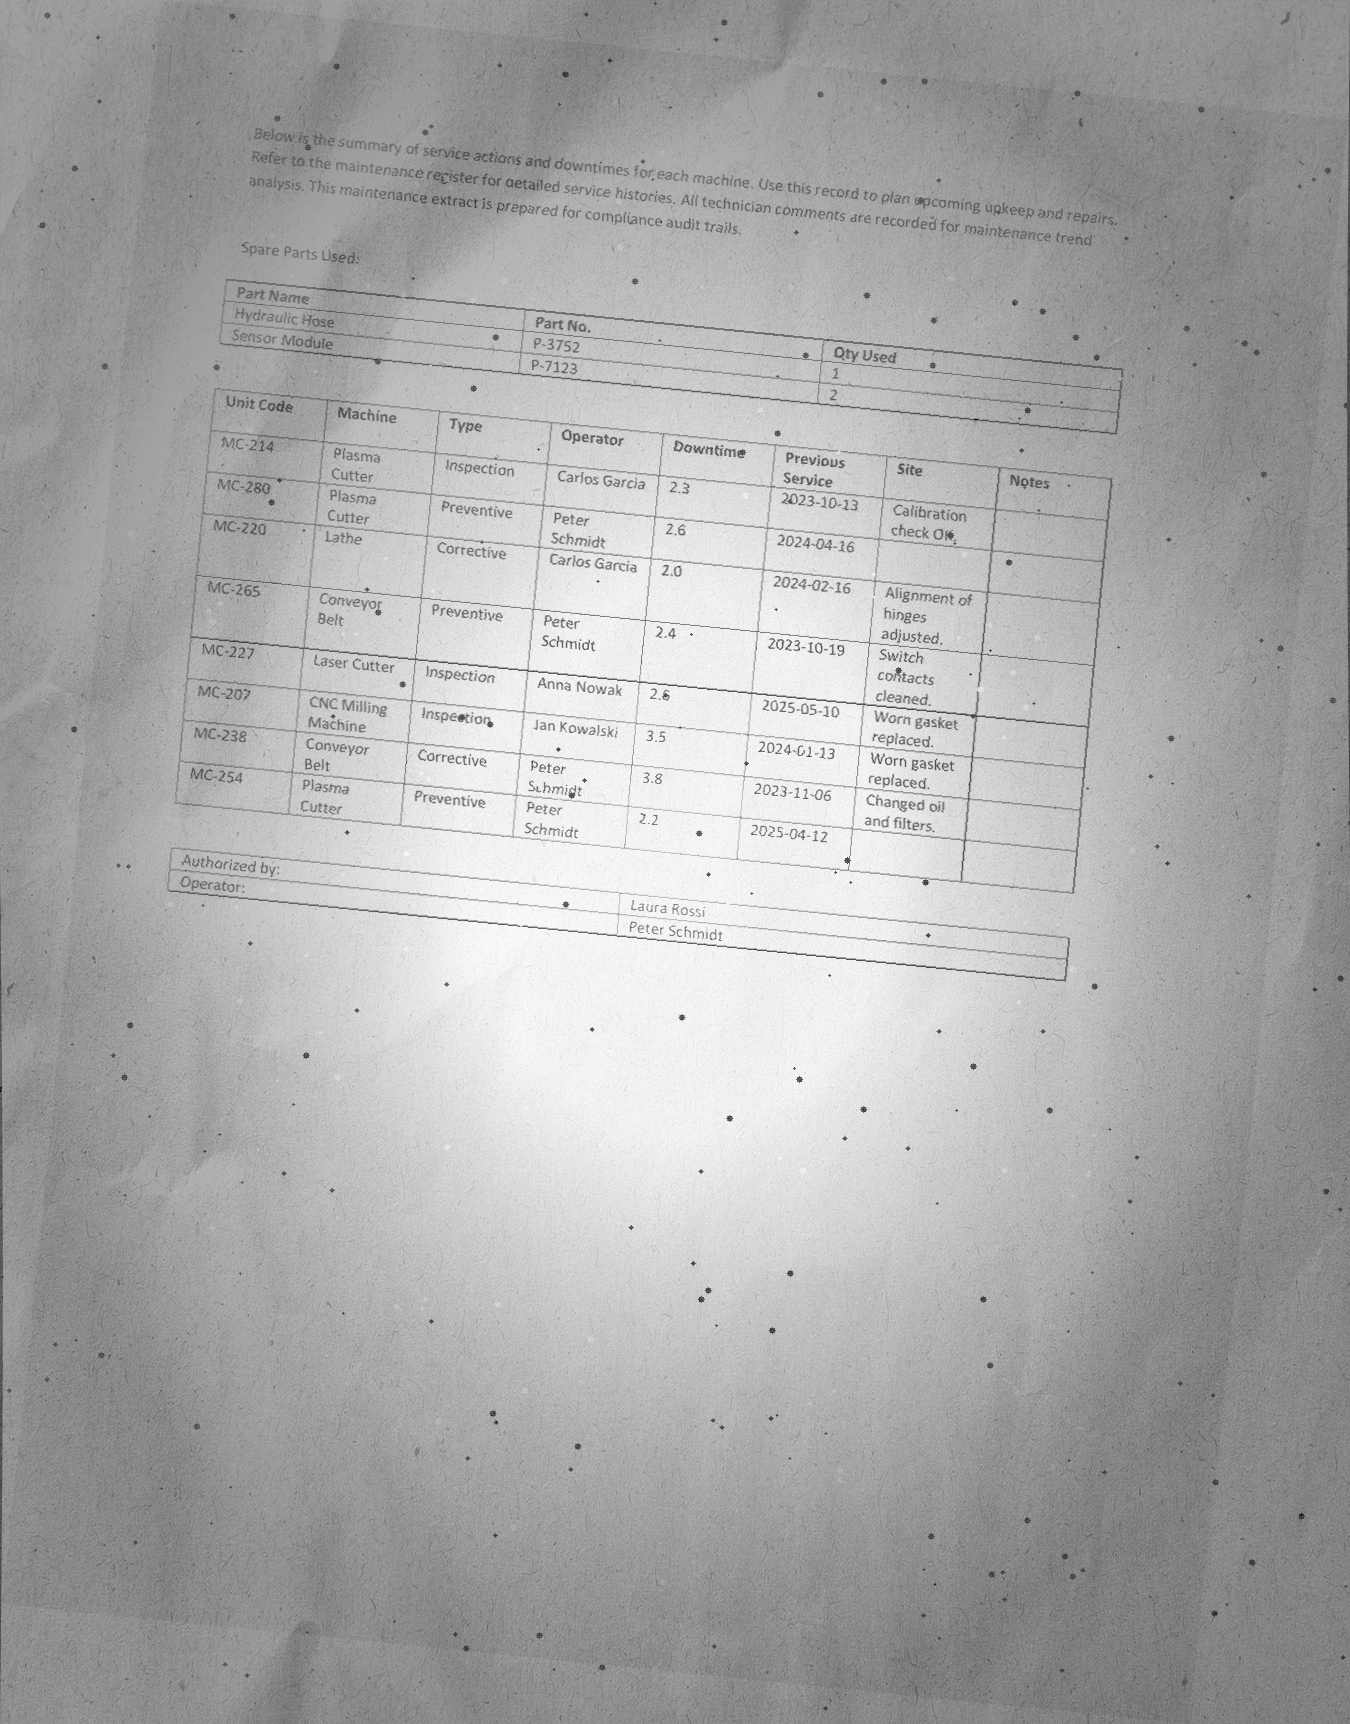 Below is the summary of service actions and downtimes for each machine. Use this record to plan upcoming upkeep and repairs.
Refer to the maintenance register for detailed service histories. All technician comments are recorded for maintenance trend
analysis. This maintenance extract is prepared for compliance audit trails.
Spare Parts Used:
Part Name Part No. Qty Used
Hydraulic Hose P-3752 1
Sensor Module P-7123 2
Unit Code Machine Type Operator Downtime Previous Service Site Notes
MC-214 Plasma Cutter Inspection Carlos Garcia 2.3 2023-10-13 Calibration check OK.
MC-280 Plasma Cutter Preventive Peter Schmidt 2.6 2024-04-16
MC-220 Lathe Corrective Carlos Garcia 2.0 2024-02-16 Alignment of hinges adjusted.
MC-265 Conveyor Belt Preventive Peter Schmidt 2.4 2023-10-19 Switch contacts cleaned.
MC-227 Laser Cutter Inspection Anna Nowak 2.6 2025-05-10 Worn gasket replaced.
MC-207 CNC Milling Machine Inspection Jan Kowalski 3.5 2024-01-13 Worn gasket replaced.
MC-238 Conveyor Belt Corrective Peter Schmidt 3.8 2023-11-06 Changed oil and filters.
MC-254 Plasma Cutter Preventive Peter Schmidt 2.2 2025-04-12
Authorized by: Laura Rossi
Operator: Peter Schmidt